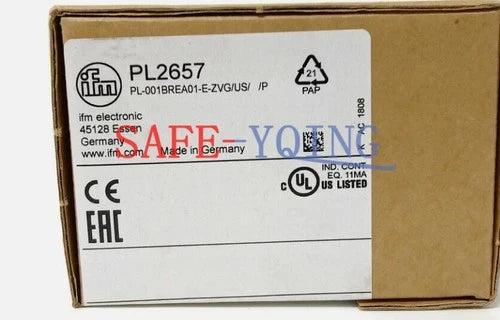 ifm
PL2657
PL-001BREA01-E-ZVG/US/ /P
21
PAP
ifm electronic
45128 Essen
Germany
www.ifm.com Made in Germany
K AC 1808
SAFE-YQING
CE
EAC
IND. CONT.
EQ. 11MA
c UL US LISTED